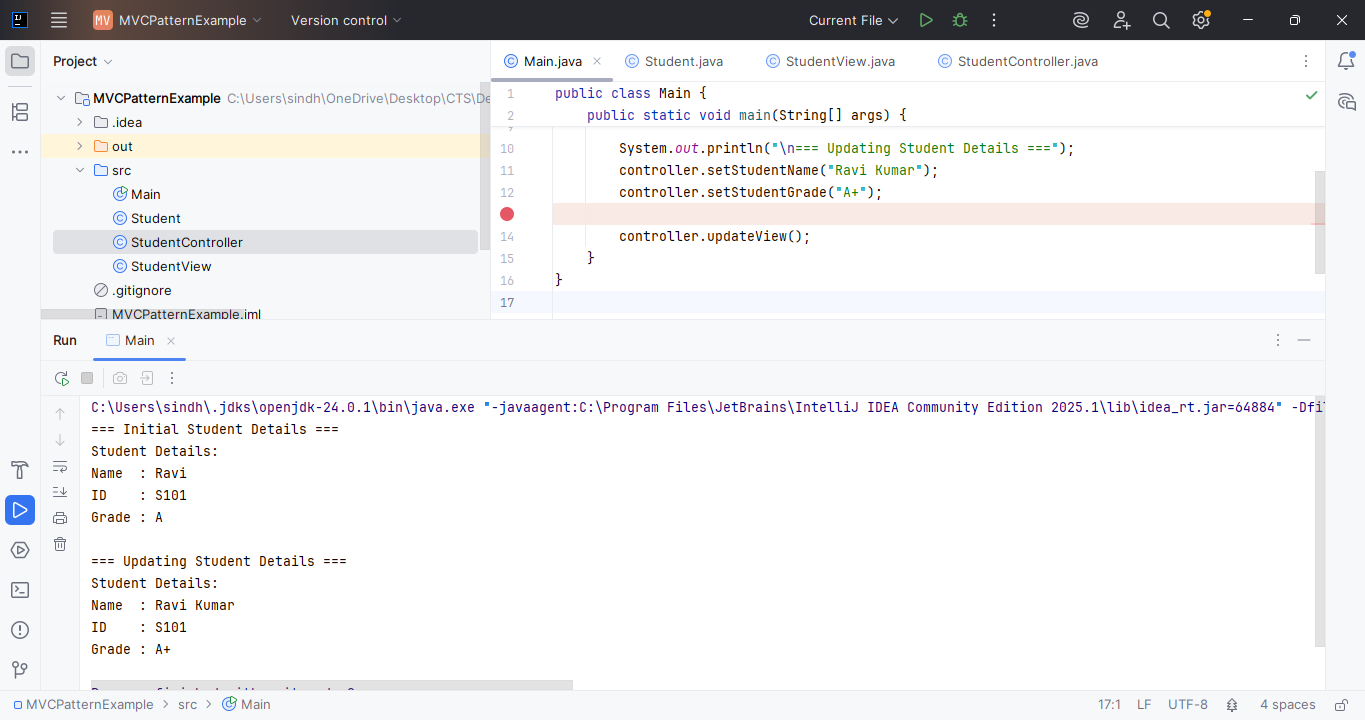 MV MVCPatternExample Version control Current File
Project
Main.java Student.java StudentView.java StudentController.java
MVCPatternExample C:\Users\sindh\OneDrive\Desktop\CTS\De
.idea
out
src
Main
Student
StudentController
StudentView
.gitignore
MVCPatternExample.iml
1 public class Main {
2 public static void main(String[] args) {
10 System.out.println("\n=== Updating Student Details ===");
11 controller.setStudentName("Ravi Kumar");
12 controller.setStudentGrade("A+");
14 controller.updateView();
15 }
16 }
17
Run Main
C:\Users\sindh\.jdks\openjdk-24.0.1\bin\java.exe "-javaagent:C:\Program Files\JetBrains\IntelliJ IDEA Community Edition 2025.1\lib\idea_rt.jar=64884" -Dfil
=== Initial Student Details ===
Student Details:
Name : Ravi
ID : S101
Grade : A
=== Updating Student Details ===
Student Details:
Name : Ravi Kumar
ID : S101
Grade : A+
MVCPatternExample > src > Main 17:1 LF UTF-8 4 spaces